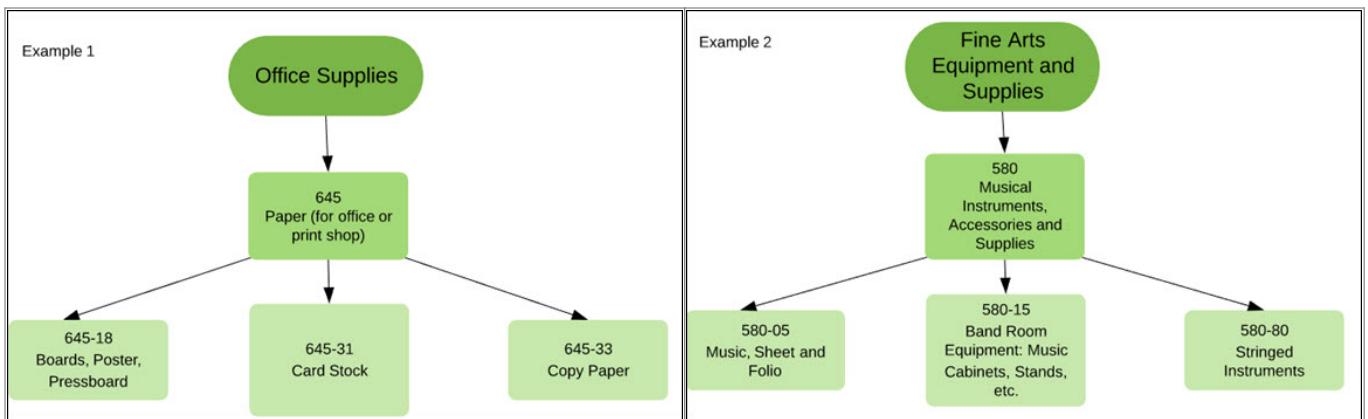 Example 1
Office Supplies
645
Paper (for office or
print shop)
645-18
Boards, Poster,
Pressboard
645-31
Card Stock
645-33
Copy Paper
Example 2
Fine Arts
Equipment and
Supplies
580
Musical
Instruments,
Accessories and
Supplies
580-05
Music, Sheet and
Folio
580-15
Band Room
Equipment: Music
Cabinets, Stands,
etc.
580-80
Stringed
Instruments